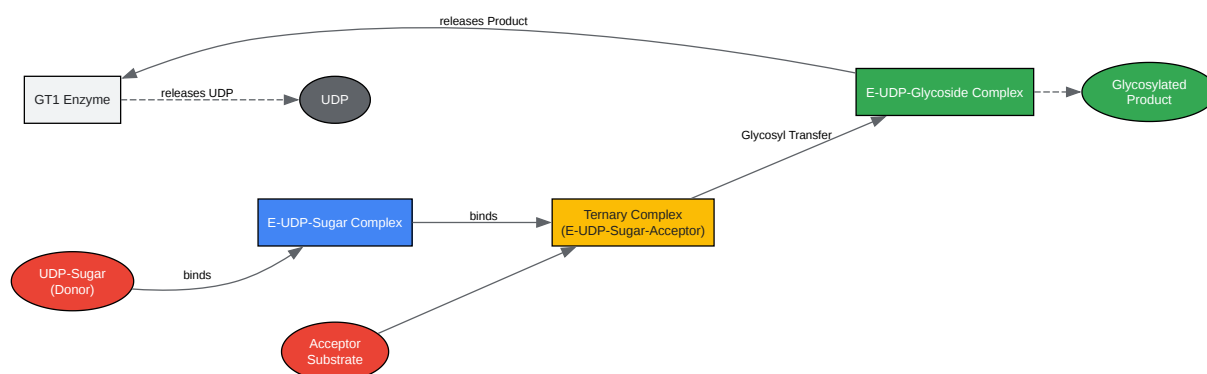 releases Product
GT1 Enzyme
releases UDP
UDP
E-UDP-Glycoside Complex
Glycosylated
Product
Glycosyl Transfer
E-UDP-Sugar Complex
binds
Ternary Complex
(E-UDP-Sugar-Acceptor)
UDP-Sugar
(Donor)
binds
Acceptor
Substrate